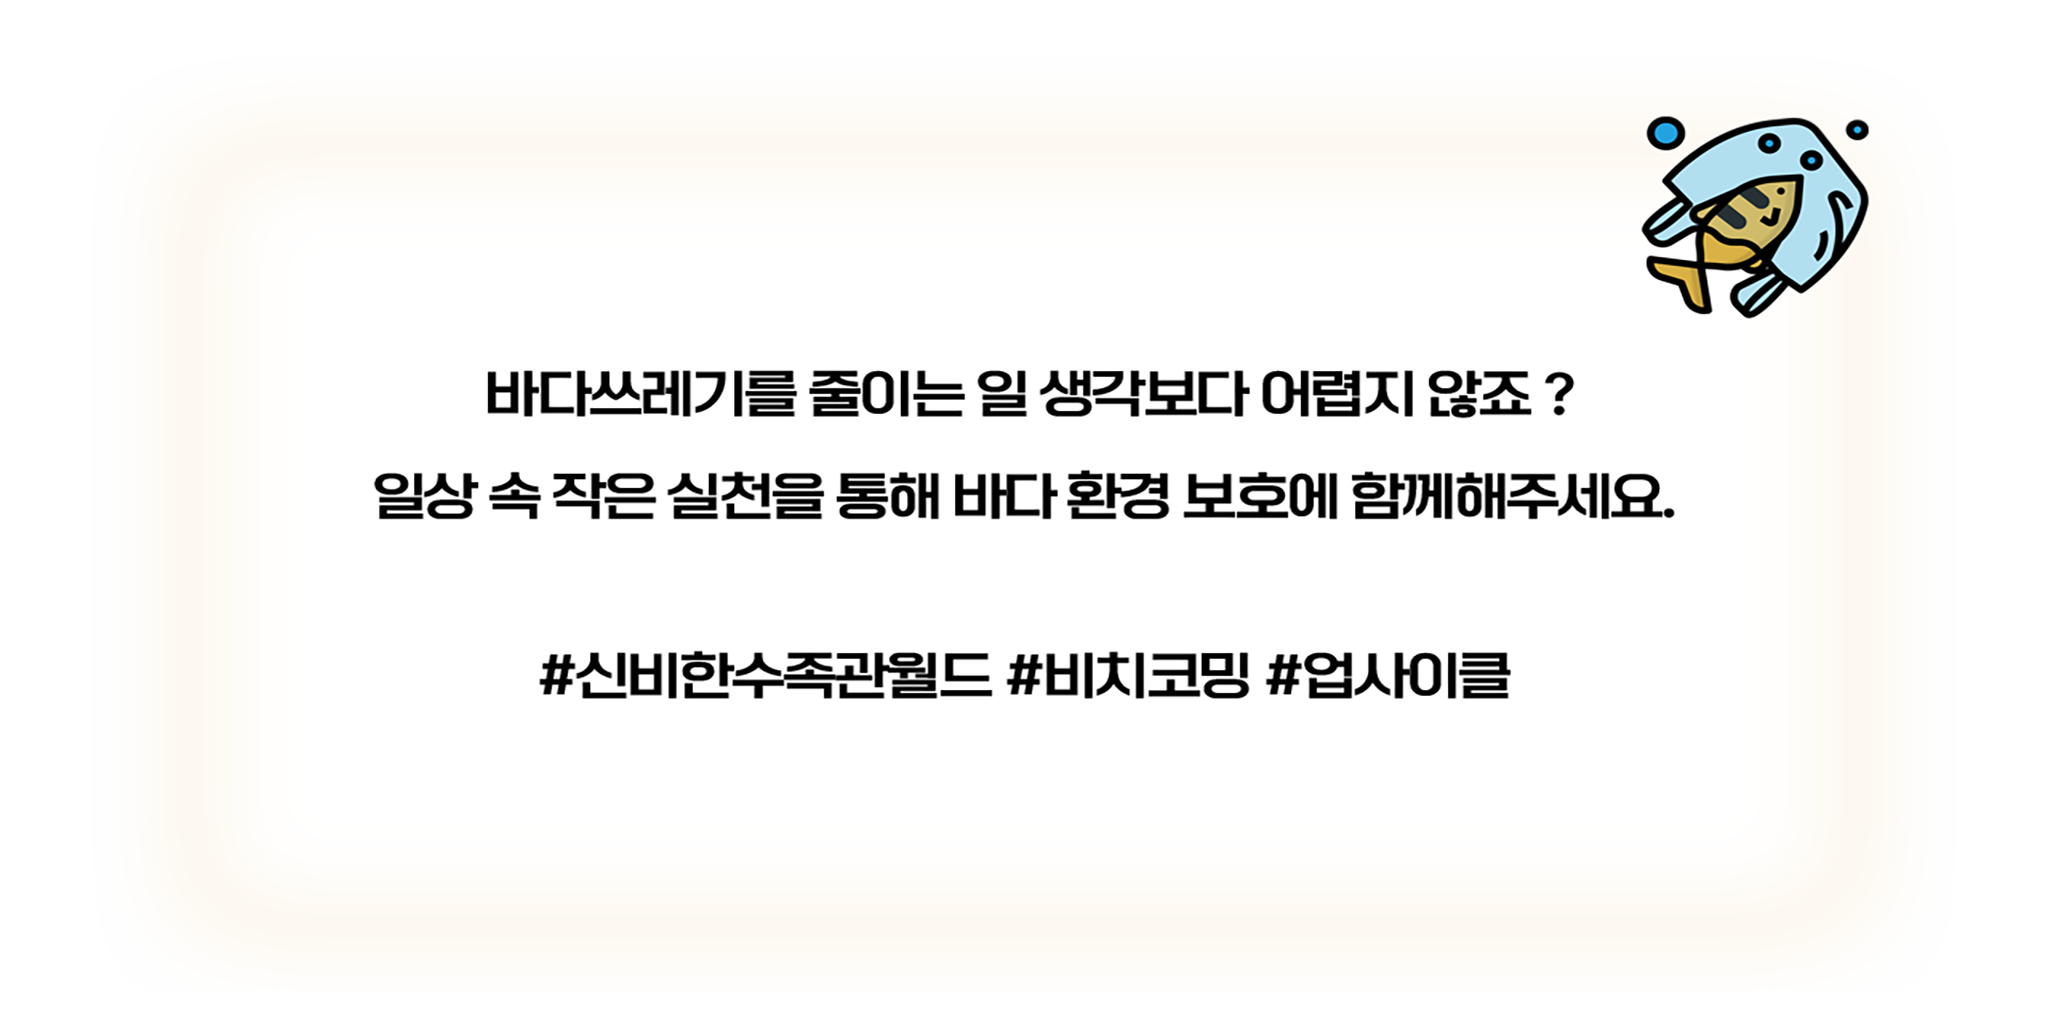 바다쓰레기를 줄이는 일 생각보다 어렵지 않죠 ?
일상 속 작은 실천을 통해 바다 환경 보호에 함께해주세요.
#신비한수족관월드 #비치코밍 #업사이클